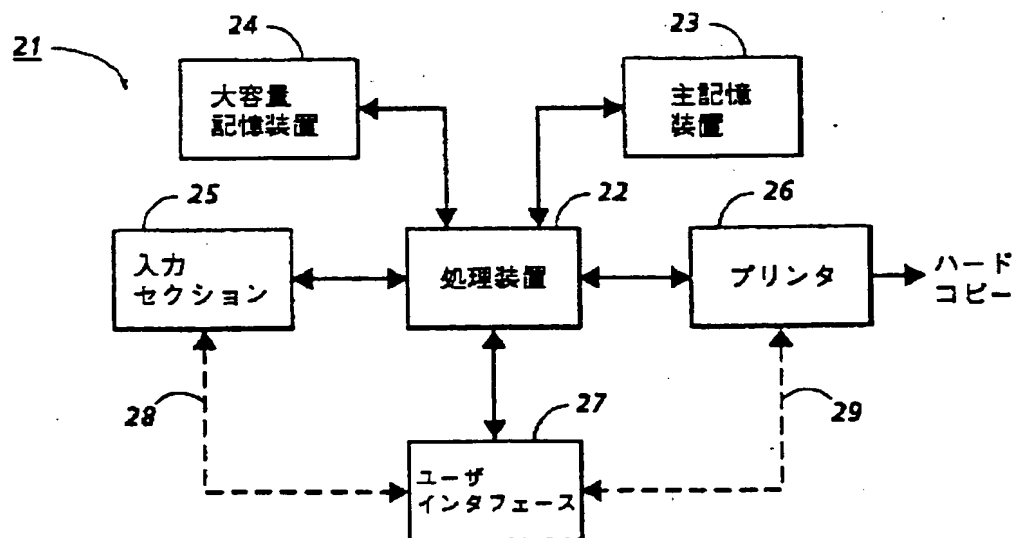 21
24
大容量
記憶装置
23
主記憶
装置
25
入力
セクション
22
処理装置
26
プリンタ
ハード
コピー
28
27
ユーザ
インタフェース
29